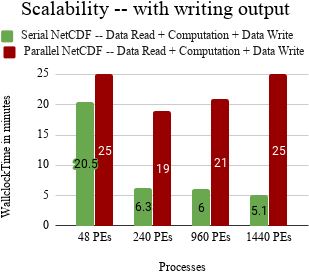 Scalability -- with writing output
Serial NetCDF -- Data Read + Computation + Data Write
Parallel NetCDF -- Data Read + Computation + Data Write
WalclockTime in minutes
25
20
15
10
5
0
20.5
25
6.3
19
6
21
5.1
25
48 PEs
240 PEs
960 PEs
1440 PEs
Processes